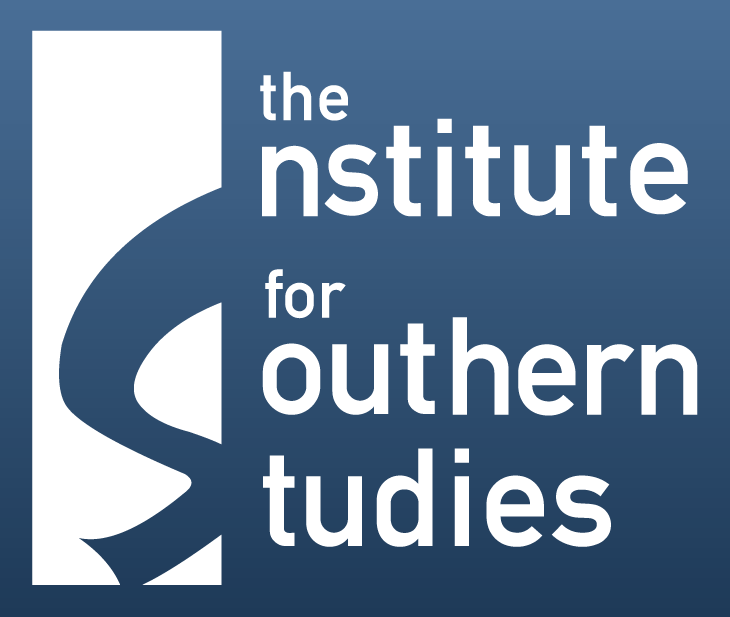 the
nstitute
for
outhern
tudies